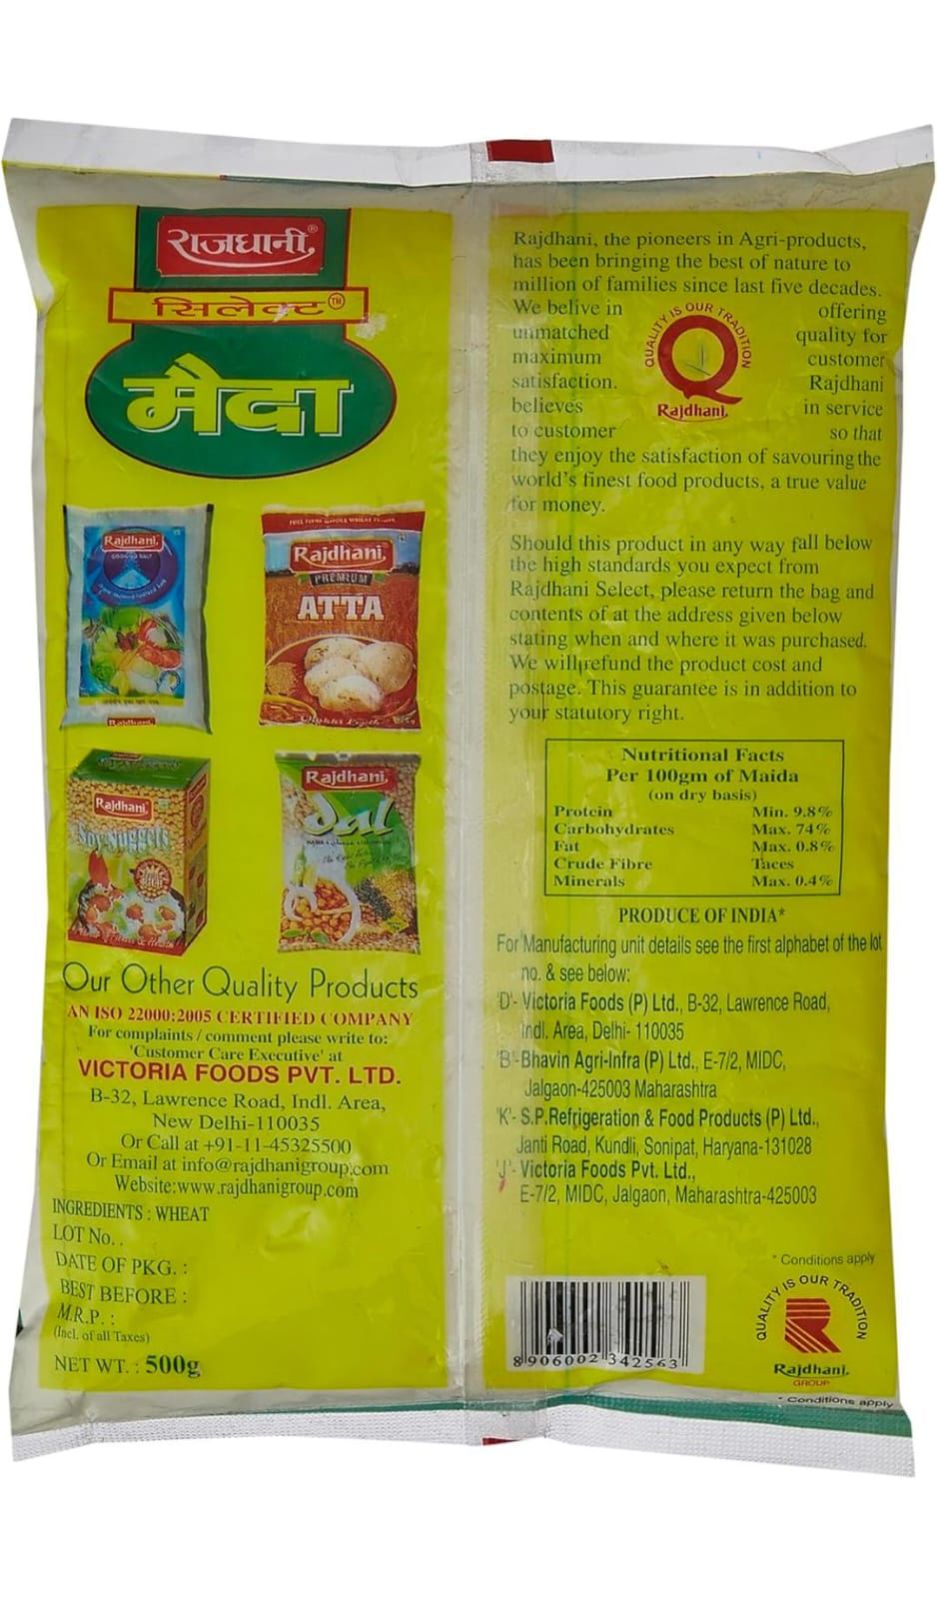 राजधानी®
सिलेक्ट™
मैदा
Rajdhani
COOKING SALT
Rajdhani
Rajdhani
PREMIUM
ATTA
Rajdhani
Soy Nuggets
Rajdhani
Dal
Our Other Quality Products
AN ISO 22000:2005 CERTIFIED COMPANY
For complaints / comment please write to:
'Customer Care Executive' at
VICTORIA FOODS PVT. LTD.
B-32, Lawrence Road, Indl. Area,
New Delhi-110035
Or Call at +91-11-45325500
Or Email at info@rajdhanigroup.com
Website:www.rajdhanigroup.com
INGREDIENTS : WHEAT
LOT No. .
DATE OF PKG. :
BEST BEFORE :
M.R.P. :
(Incl. of all Taxes)
NET WT. : 500g
Rajdhani, the pioneers in Agri-products,
has been bringing the best of nature to
million of families since last five decades.
We belive in offering
unmatched quality for
maximum customer
satisfaction. Rajdhani
believes in service
to customer so that
QUALITY IS OUR TRADITION
Q
Rajdhani
they enjoy the satisfaction of savouring the
world's finest food products, a true value
for money.
Should this product in any way fall below
the high standards you expect from
Rajdhani Select, please return the bag and
contents of at the address given below
stating when and where it was purchased.
We will refund the product cost and
postage. This guarantee is in addition to
your statutory right.
Nutritional Facts
Per 100gm of Maida
(on dry basis)
Protein Min. 9.8%
Carbohydrates Max. 74%
Fat Max. 0.8%
Crude Fibre Taces
Minerals Max. 0.4%
PRODUCE OF INDIA*
For Manufacturing unit details see the first alphabet of the lot
no. & see below:
'D'- Victoria Foods (P) Ltd., B-32, Lawrence Road,
Indl. Area, Delhi- 110035
'B'-Bhavin Agri-Infra (P) Ltd., E-7/2, MIDC,
Jalgaon-425003 Maharashtra
'K'- S.P.Refrigeration & Food Products (P) Ltd.,
Janti Road, Kundli, Sonipat, Haryana-131028
'J'- Victoria Foods Pvt. Ltd.,
E-7/2, MIDC, Jalgaon, Maharashtra-425003
* Conditions apply
8 906002 342563
QUALITY IS OUR TRADITION
Rajdhani
GROUP
* Conditions apply